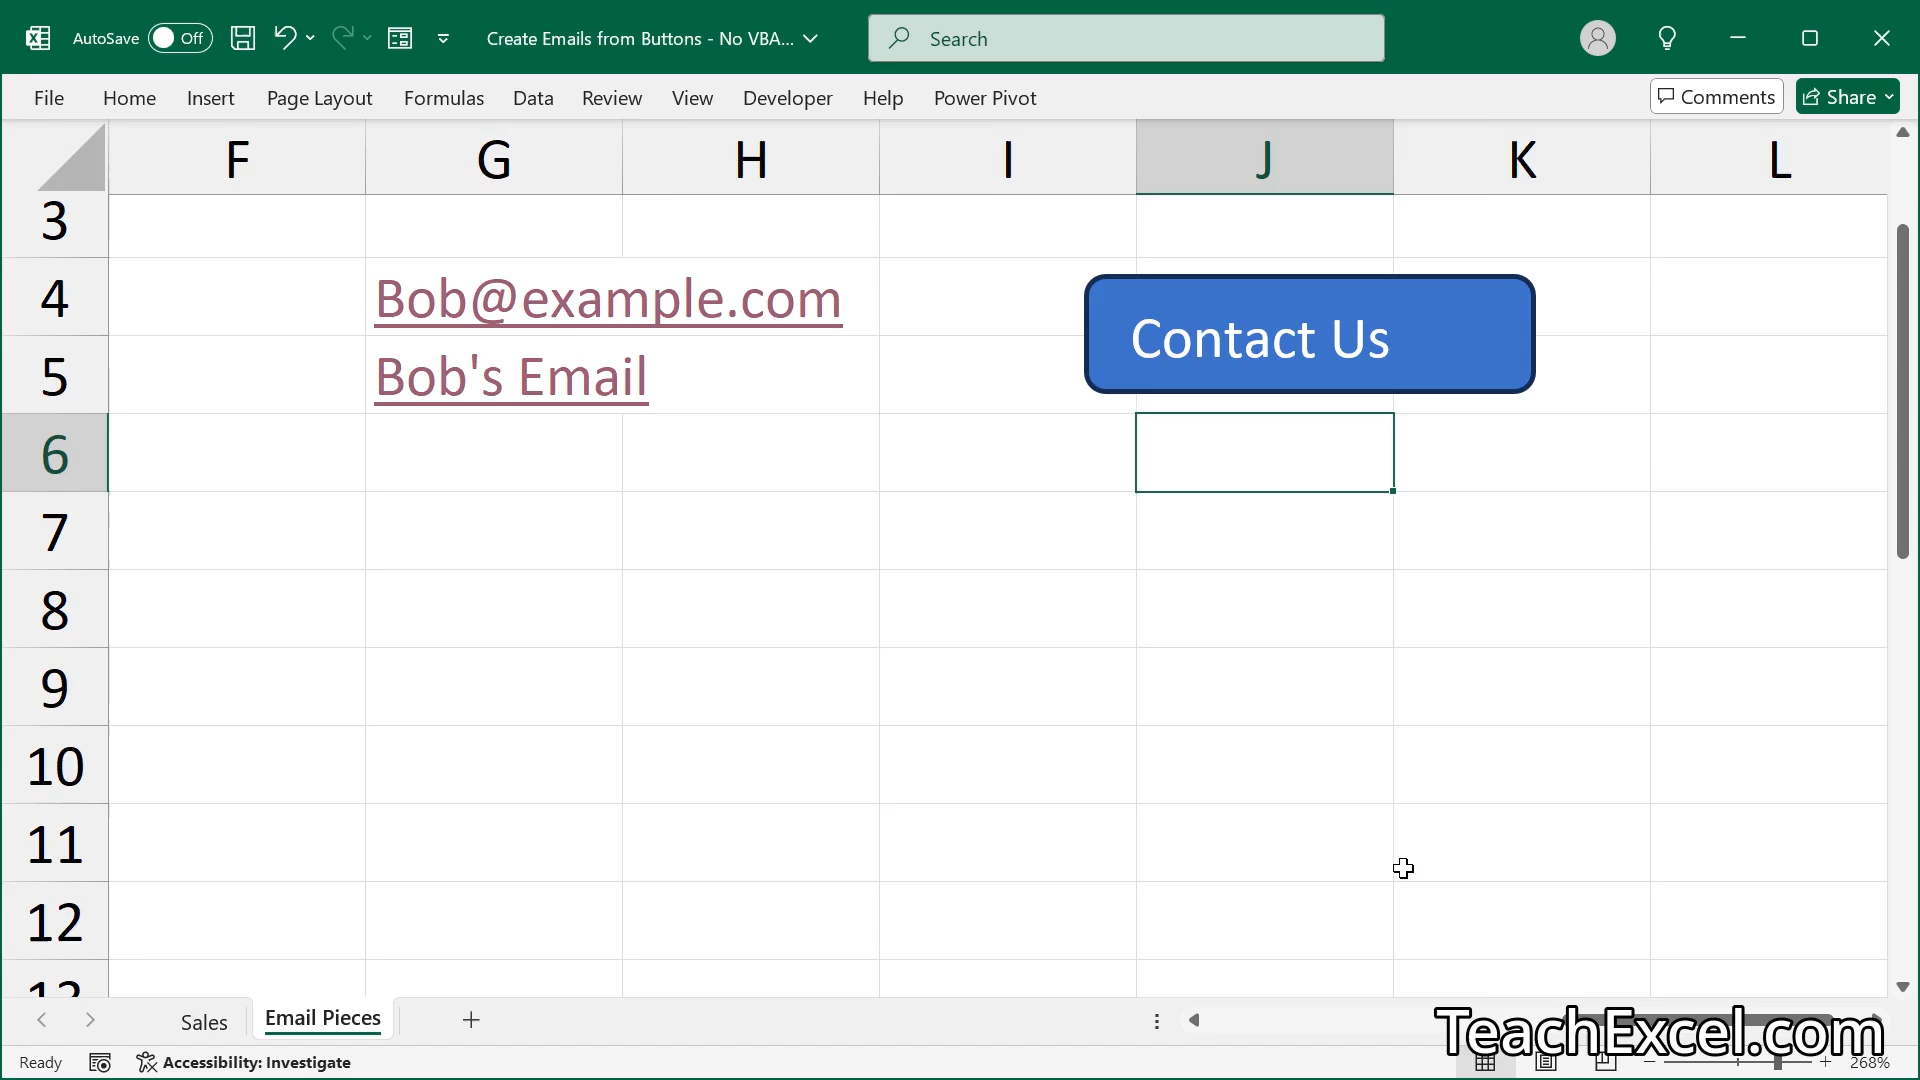 AutoSave Off Create Emails from Buttons - No VBA... Search
File Home Insert Page Layout Formulas Data Review View Developer Help Power Pivot Comments Share
F G H I J K L
3
4 Bob@example.com
Contact Us
5 Bob's Email
6
7
8
9
10
11
12
Sales Email Pieces
TeachExcel.com
Ready Accessibility: Investigate 268%